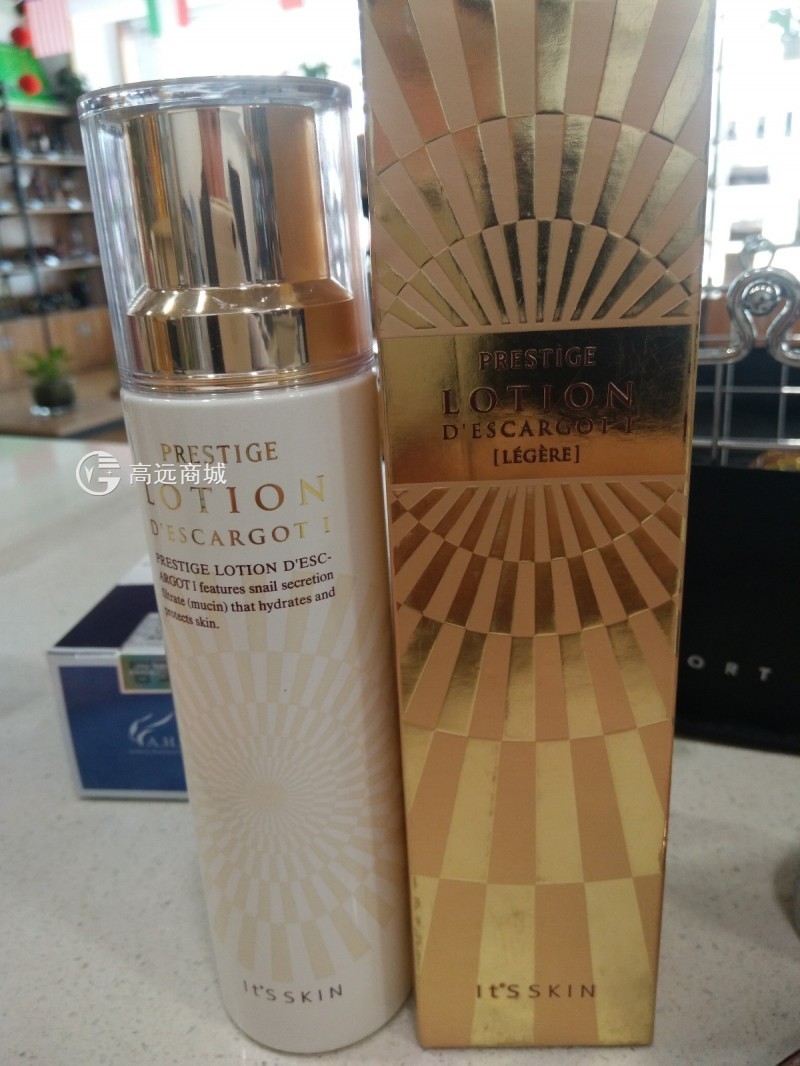 PRESTIGE
LOTION
D'ESCARGOT I
PRESTIGE LOTION D'ESC-
ARGOT I features snail secretion
filtrate (mucin) that hydrates and
protects skin.
It'S SKIN
PRESTIGE
LOTION
D'ESCARGOT I
[LÉGÈRE]
It'S SKIN
高远商城
A.H.
ORT